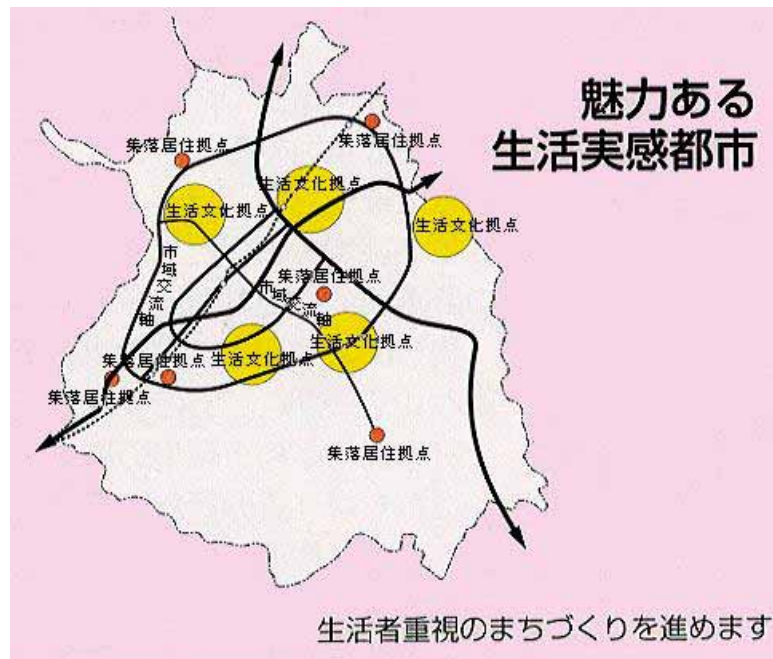 魅力ある
生活実感都市
集落居住拠点
集落居住拠点
生活文化拠点
生活文化拠点
生活文化拠点
市域交流軸
集落居住拠点
市域交流軸
生活文化拠点
集落居住拠点
生活文化拠点
集落居住拠点
集落居住拠点
生活者重視のまちづくりを進めます